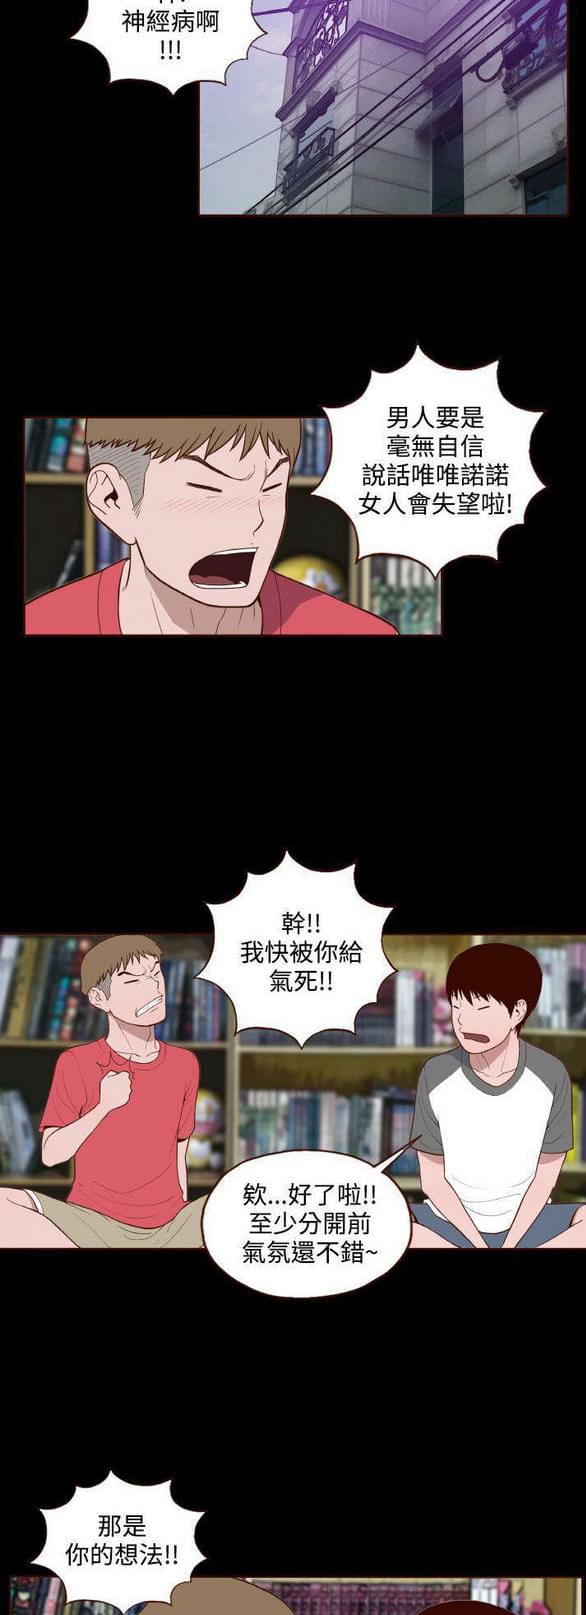 神經病啊
!!!
男人要是
毫無自信
說話唯唯諾諾
女人會失望啦!
幹!!
我快被你給
氣死!!
欸...好了啦!!
至少分開前
氣氛還不錯~
那是
你的想法!!